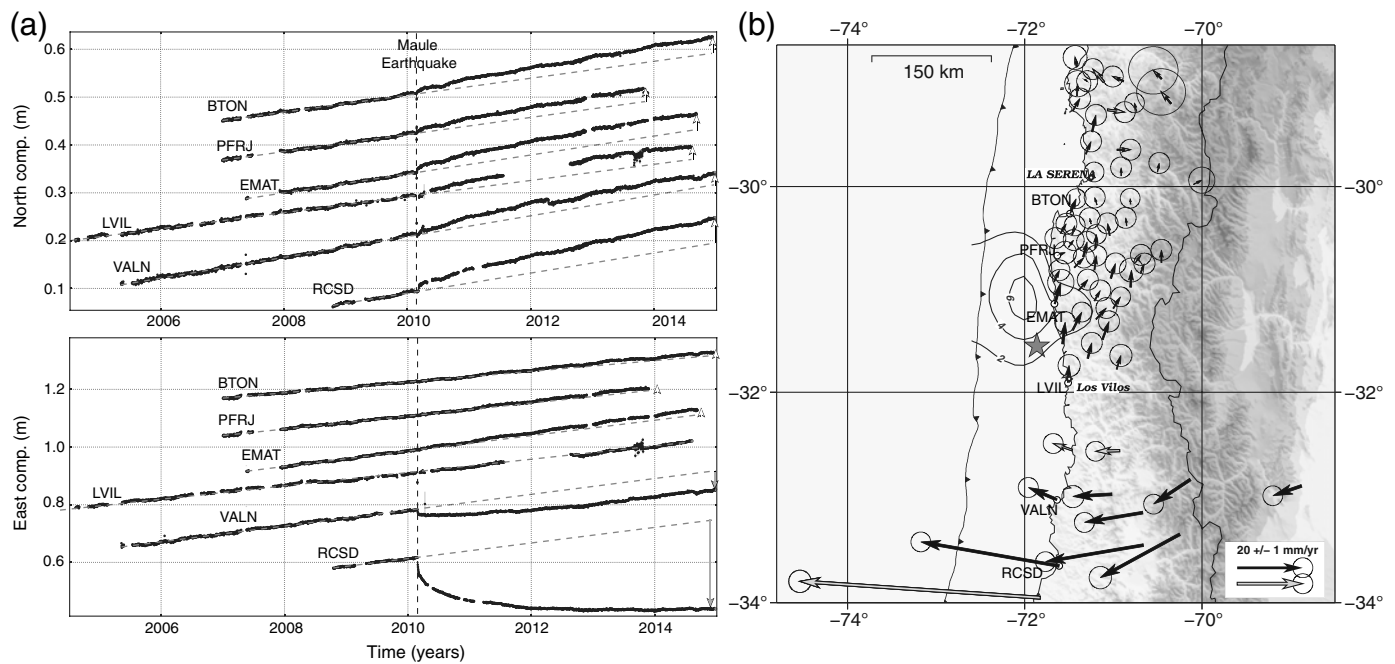 (a)
0.6
0.5
0.4
0.3
0.2
0.1
North comp. (m)
Maule
Earthquake
BTON
PFRJ
EMAT
LVIL
VALN
RCSD
2006
2008
2010
2012
2014
1.2
1.0
0.8
0.6
East comp. (m)
BTON
PFRJ
EMAT
LVIL
VALN
RCSD
2006
2008
2010
2012
2014
Time (years)
(b)
−74°
−72°
−70°
150 km
LA SERENA
−30°
−30°
BTON
PFRJ
6
4
2
EMAT
LVIL
Los Vilos
−32°
−32°
VALN
RCSD
20 +/− 1 mm/yr
−34°
−34°
−74°
−72°
−70°